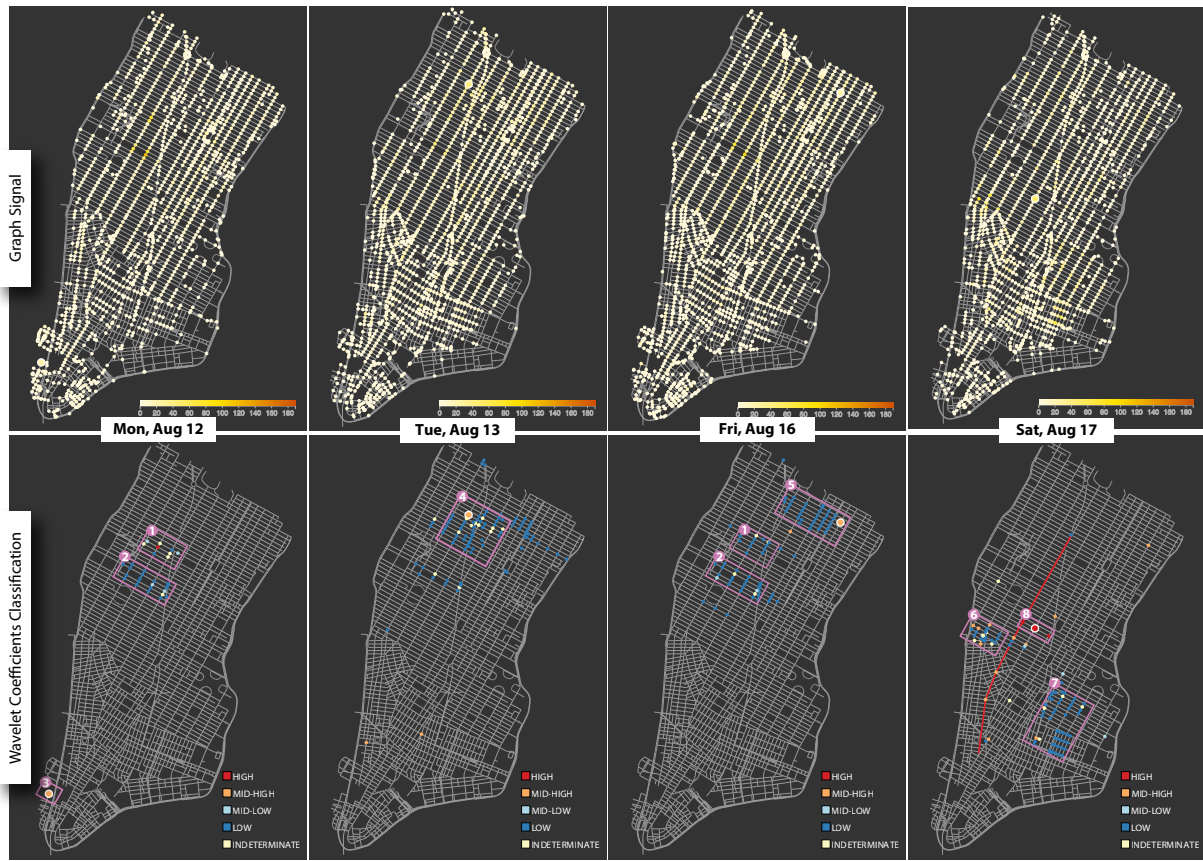 Graph Signal
0 20 40 60 80 100 120 140 160 180
0 20 40 60 80 100 120 140 160 180
0 20 40 60 80 100 120 140 160 180
0 20 40 60 80 100 120 140 160 180
Mon, Aug 12
Tue, Aug 13
Fri, Aug 16
Sat, Aug 17
Wavelet Coefficients Classification
1
2
3
HIGH
MID-HIGH
MID-LOW
LOW
INDETERMINATE
4
HIGH
MID-HIGH
MID-LOW
LOW
INDETERMINATE
5
1
2
HIGH
MID-HIGH
MID-LOW
LOW
INDETERMINATE
6
8
7
HIGH
MID-HIGH
MID-LOW
LOW
INDETERMINATE